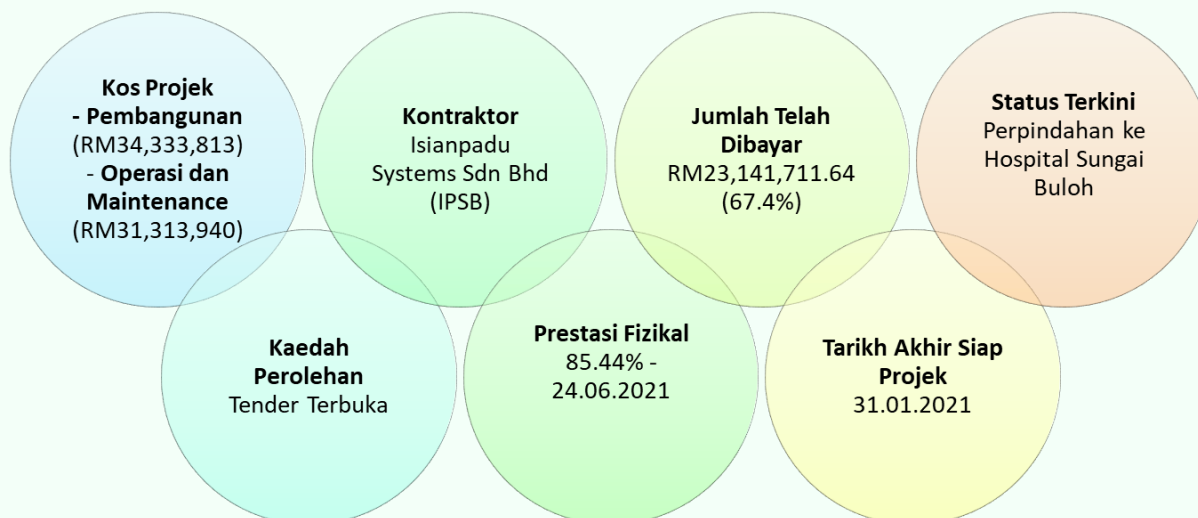 Kos Projek
- Pembangunan
(RM34,333,813)
- Operasi dan
Maintenance
(RM31,313,940)
Kontraktor
Isianpadu
Systems Sdn Bhd
(IPSB)
Jumlah Telah
Dibayar
RM23,141,711.64
(67.4%)
Status Terkini
Perpindahan ke
Hospital Sungai
Buloh
Kaedah
Perolehan
Tender Terbuka
Prestasi Fizikal
85.44% -
24.06.2021
Tarikh Akhir Siap
Projek
31.01.2021